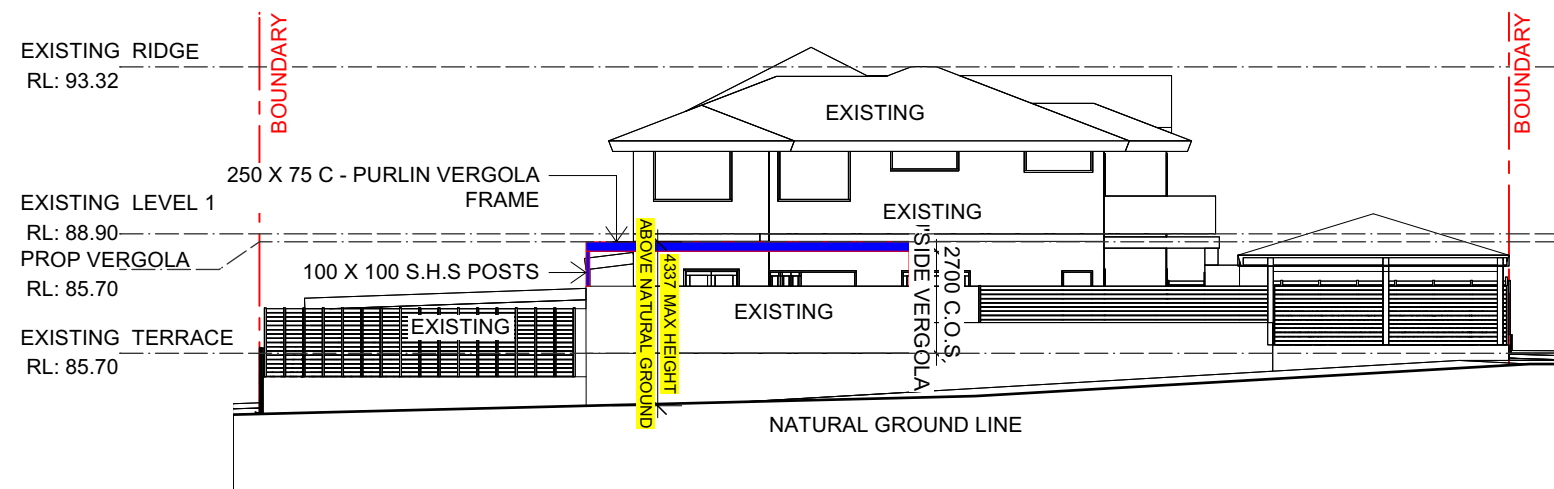 EXISTING RIDGE
RL: 93.32
BOUNDARY
BOUNDARY
EXISTING
250 X 75 C - PURLIN VERGOLA
FRAME
EXISTING LEVEL 1
RL: 88.90
EXISTING
PROP VERGOLA
RL: 85.70
100 X 100 S.H.S POSTS
ABOVE NATURAL GROUND
4337 MAX HEIGHT
I'SIDE VERGOLA
2700 C.O.S,
EXISTING
EXISTING
EXISTING TERRACE
RL: 85.70
NATURAL GROUND LINE